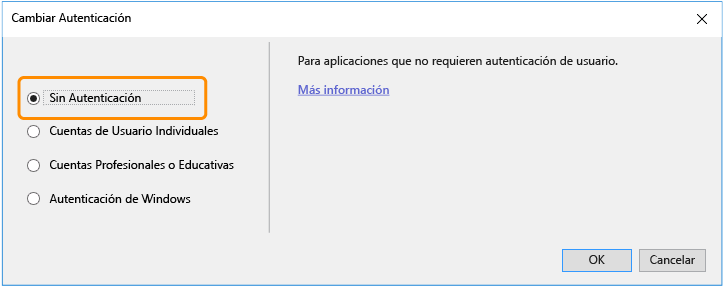 Cambiar Autenticación
Sin Autenticación
Cuentas de Usuario Individuales
Cuentas Profesionales o Educativas
Autenticación de Windows
Para aplicaciones que no requieren autenticación de usuario.
Más información
OK
Cancelar